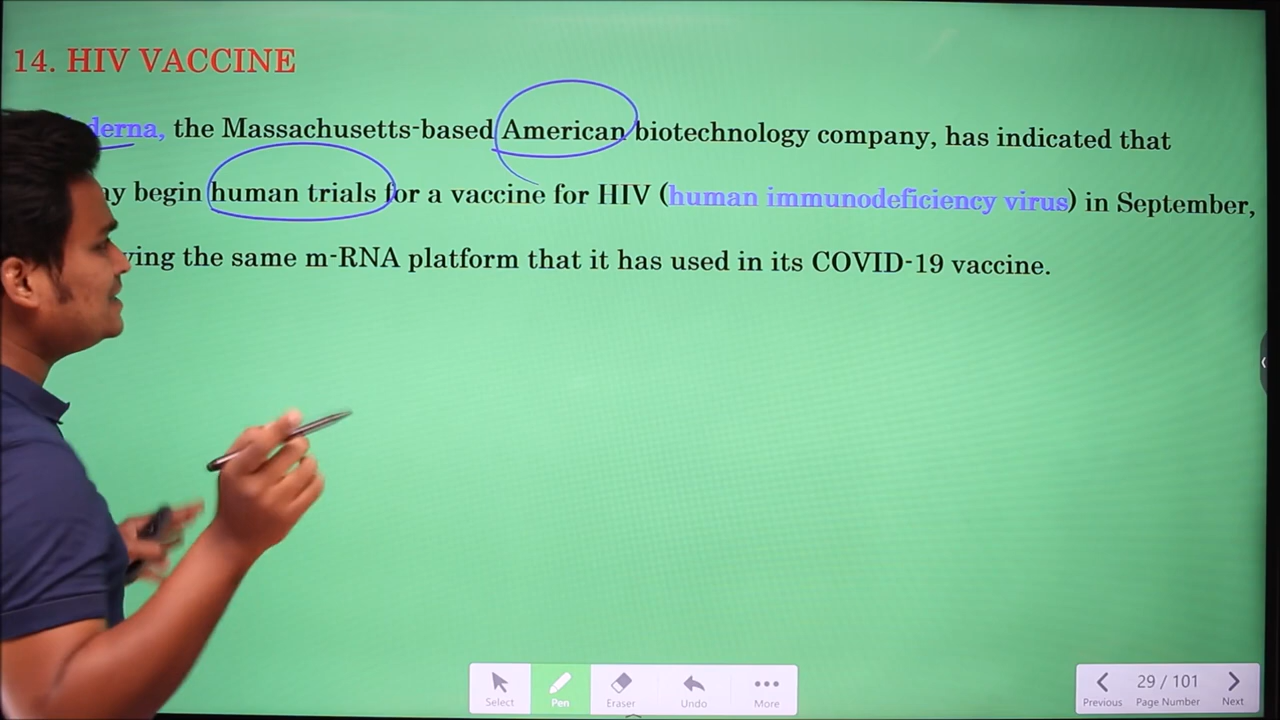 14. HIV VACCINE
derna, the Massachusetts-based American biotechnology company, has indicated that
ay begin human trials for a vaccine for HIV (human immunodeficiency virus) in September,
ving the same m-RNA platform that it has used in its COVID-19 vaccine.
Select Pen Eraser Undo More
29 / 101
Previous Page Number Next